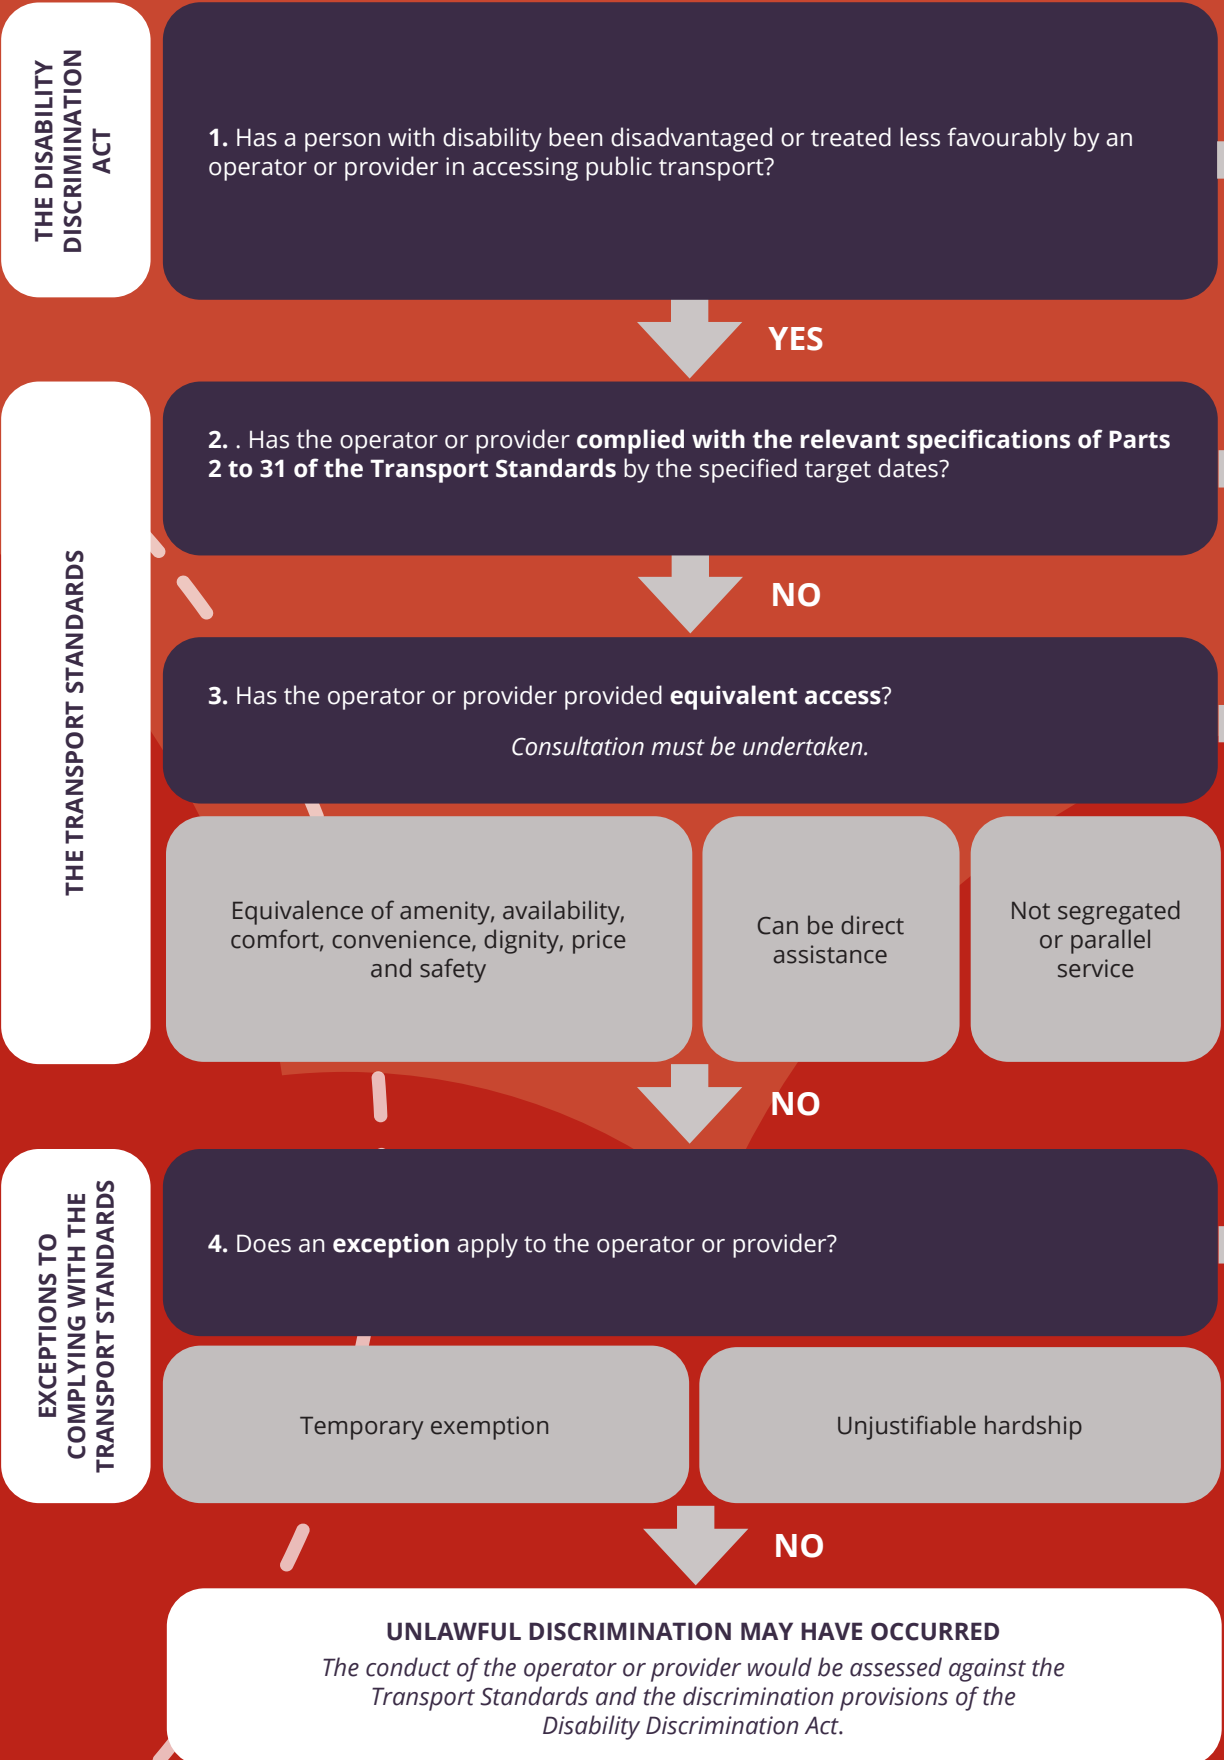 THE DISABILITY
DISCRIMINATION
ACT
1. Has a person with disability been disadvantaged or treated less favourably by an
operator or provider in accessing public transport?
YES
THE TRANSPORT STANDARDS
2. . Has the operator or provider complied with the relevant specifications of Parts
2 to 31 of the Transport Standards by the specified target dates?
NO
3. Has the operator or provider provided equivalent access?
Consultation must be undertaken.
Equivalence of amenity, availability,
comfort, convenience, dignity, price
and safety
Can be direct
assistance
Not segregated
or parallel
service
NO
EXCEPTIONS TO
COMPLYING WITH THE
TRANSPORT STANDARDS
4. Does an exception apply to the operator or provider?
Temporary exemption
Unjustifiable hardship
NO
UNLAWFUL DISCRIMINATION MAY HAVE OCCURRED
The conduct of the operator or provider would be assessed against the
Transport Standards and the discrimination provisions of the
Disability Discrimination Act.